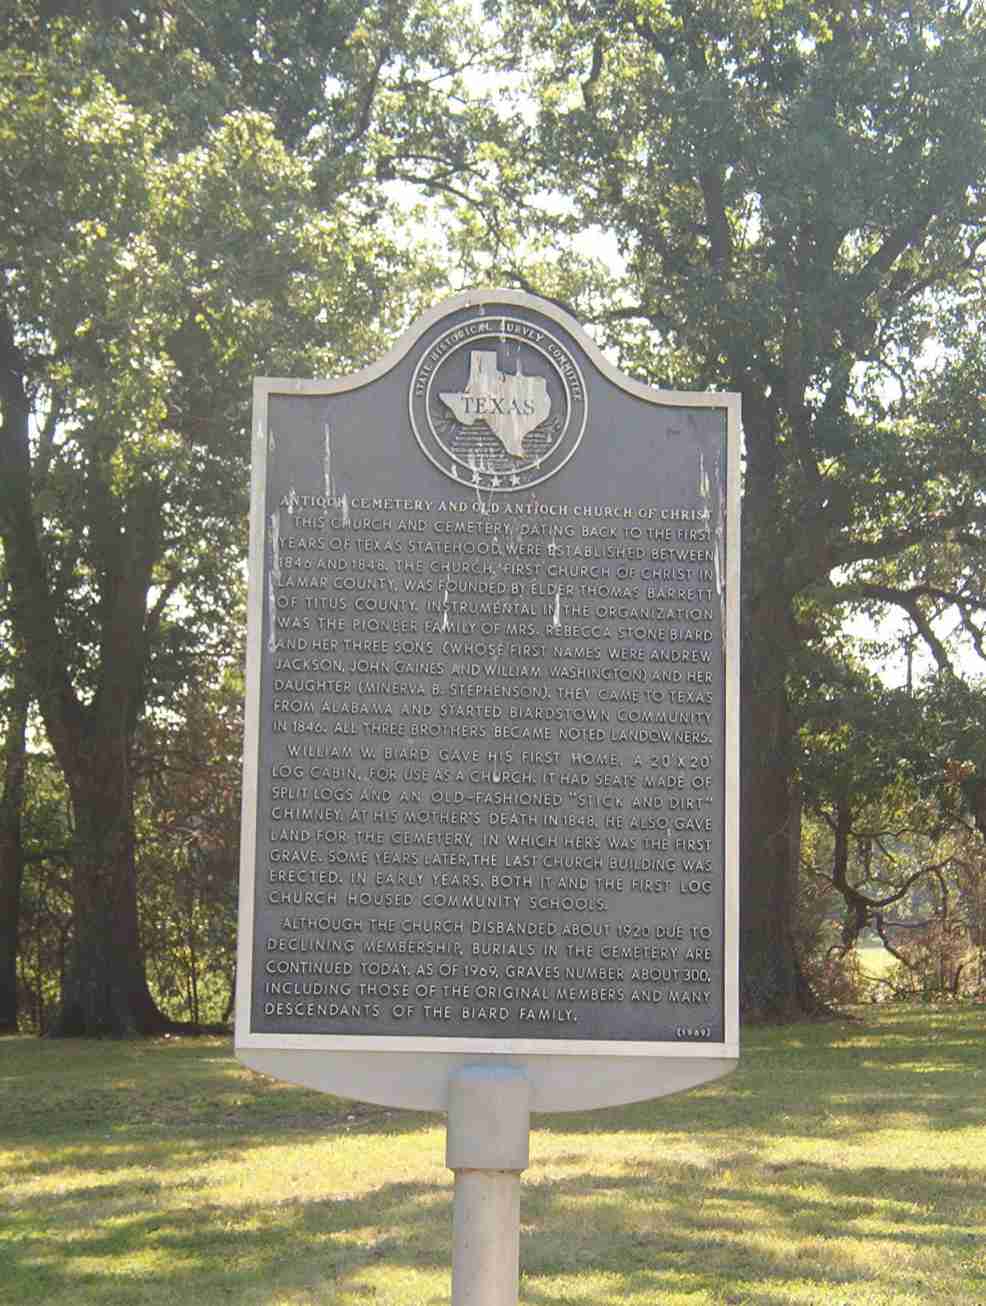 STATE HISTORICAL SURVEY COMMITTEE
TEXAS
ANTIOCH CEMETERY AND OLD ANTIOCH CHURCH OF CHRIST
THIS CHURCH AND CEMETERY, DATING BACK TO THE FIRST
YEARS OF TEXAS STATEHOOD, WERE ESTABLISHED BETWEEN
1846 AND 1848. THE CHURCH, FIRST CHURCH OF CHRIST IN
LAMAR COUNTY, WAS FOUNDED BY ELDER THOMAS BARRETT
OF TITUS COUNTY. INSTRUMENTAL IN THE ORGANIZATION
WAS THE PIONEER FAMILY OF MRS. REBECCA STONE BIARD
AND HER THREE SONS (WHOSE FIRST NAMES WERE ANDREW
JACKSON, JOHN GAINES AND WILLIAM WASHINGTON) AND HER
DAUGHTER (MINERVA B. STEPHENSON). THEY CAME TO TEXAS
FROM ALABAMA AND STARTED BIARDSTOWN COMMUNITY
IN 1846. ALL THREE BROTHERS BECAME NOTED LANDOWNERS.
WILLIAM W. BIARD GAVE HIS FIRST HOME, A 20' X 20'
LOG CABIN, FOR USE AS A CHURCH. IT HAD SEATS MADE OF
SPLIT LOGS AND AN OLD-FASHIONED "STICK AND DIRT"
CHIMNEY. AT HIS MOTHER'S DEATH IN 1848, HE ALSO GAVE
LAND FOR THE CEMETERY, IN WHICH HERS WAS THE FIRST
GRAVE. SOME YEARS LATER, THE LAST CHURCH BUILDING WAS
ERECTED. IN EARLY YEARS, BOTH IT AND THE FIRST LOG
CHURCH HOUSED COMMUNITY SCHOOLS.
ALTHOUGH THE CHURCH DISBANDED ABOUT 1920 DUE TO
DECLINING MEMBERSHIP, BURIALS IN THE CEMETERY ARE
CONTINUED TODAY. AS OF 1969, GRAVES NUMBER ABOUT 300,
INCLUDING THOSE OF THE ORIGINAL MEMBERS AND MANY
DESCENDANTS OF THE BIARD FAMILY.
(1969)